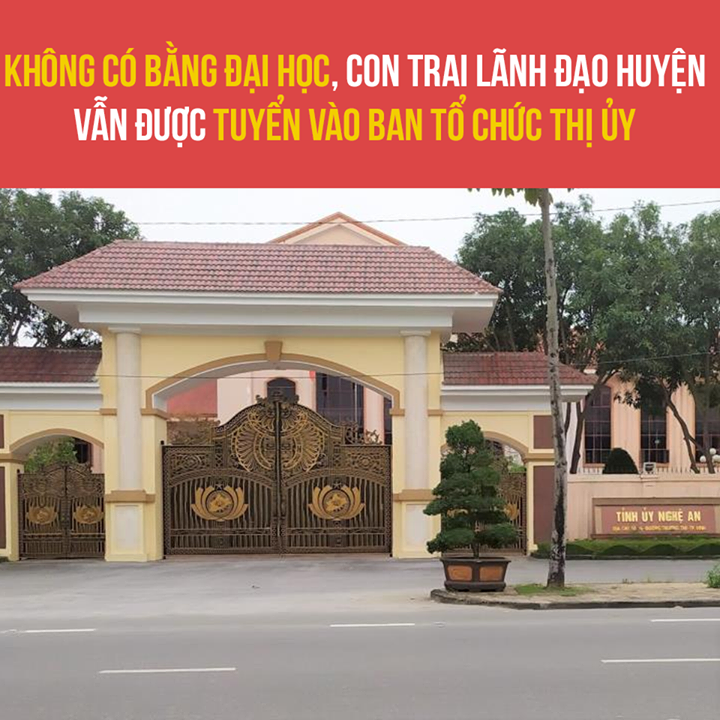 KHÔNG CÓ BẰNG ĐẠI HỌC, CON TRAI LÃNH ĐẠO HUYỆN
VẪN ĐƯỢC TUYỂN VÀO BAN TỔ CHỨC THỊ ỦY
TỈNH ỦY NGHỆ AN